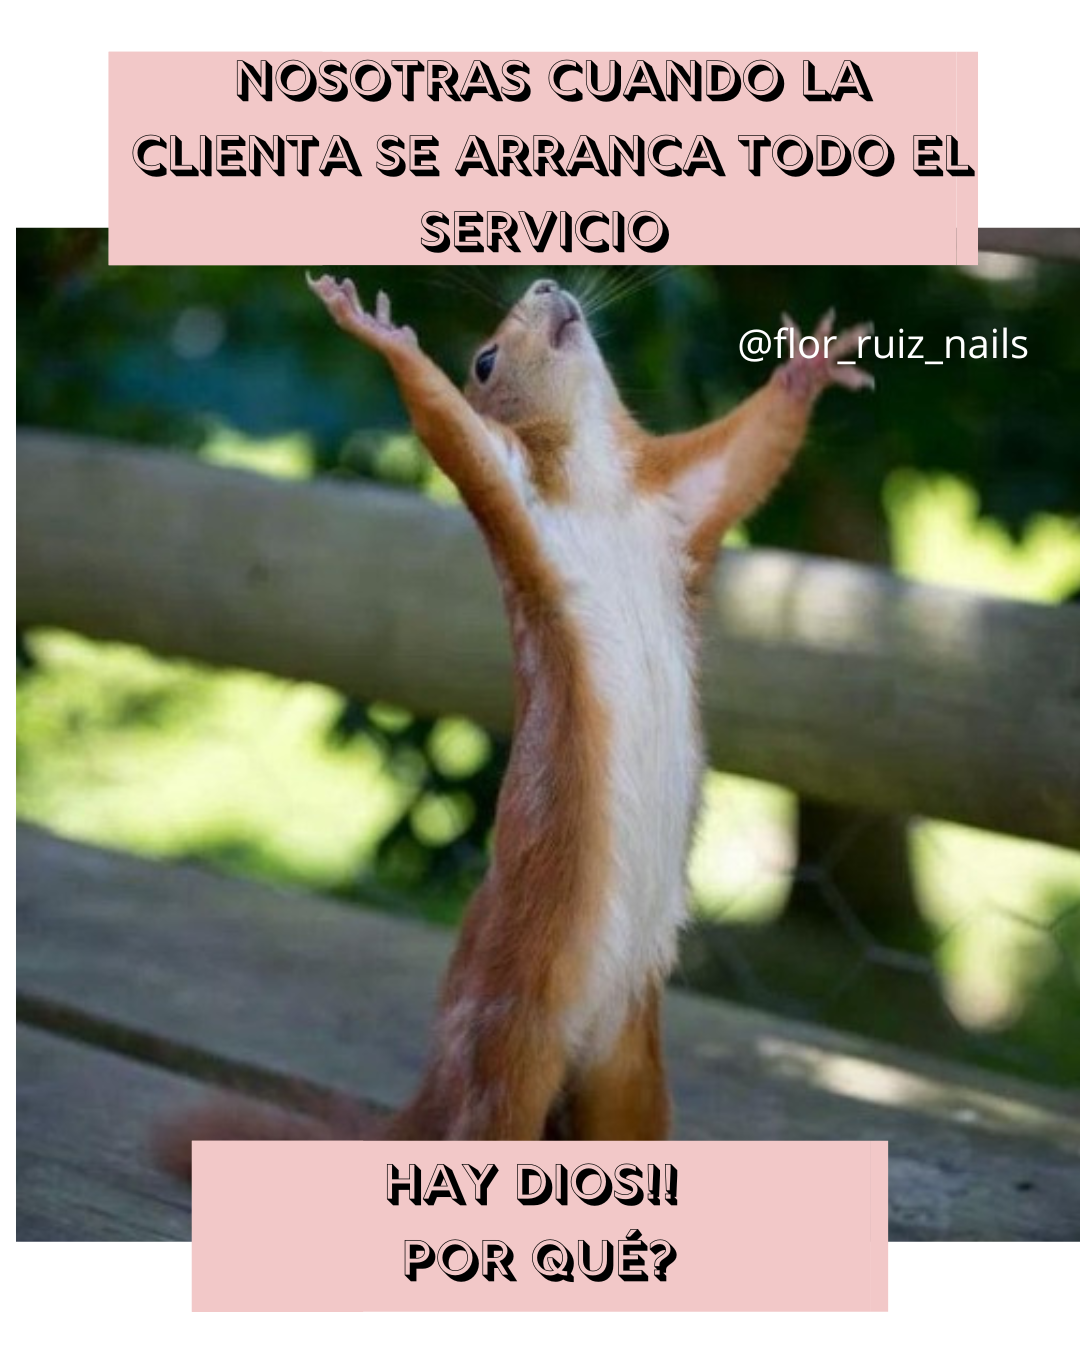 NOSOTRAS CUANDO LA
CLIENTA SE ARRANCA TODO EL
SERVICIO
@flor_ruiz_nails
HAY DIOS!!
POR QUÉ?